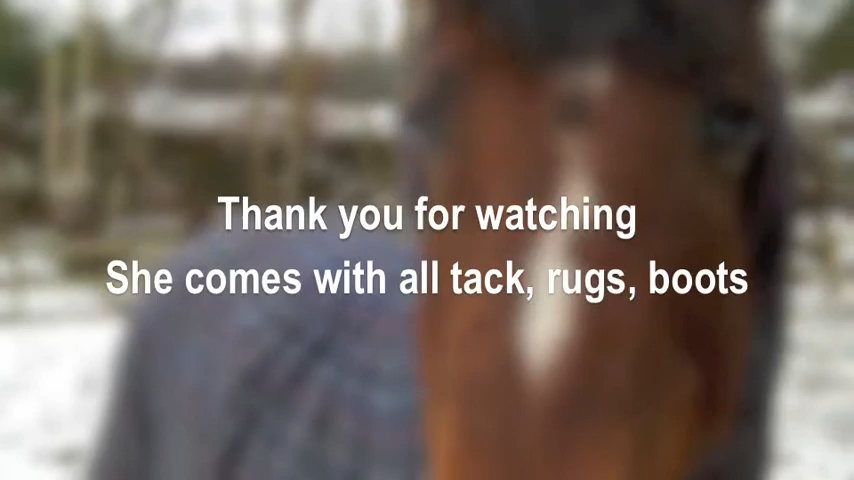 Thank you for watching
She comes with all tack, rugs, boots